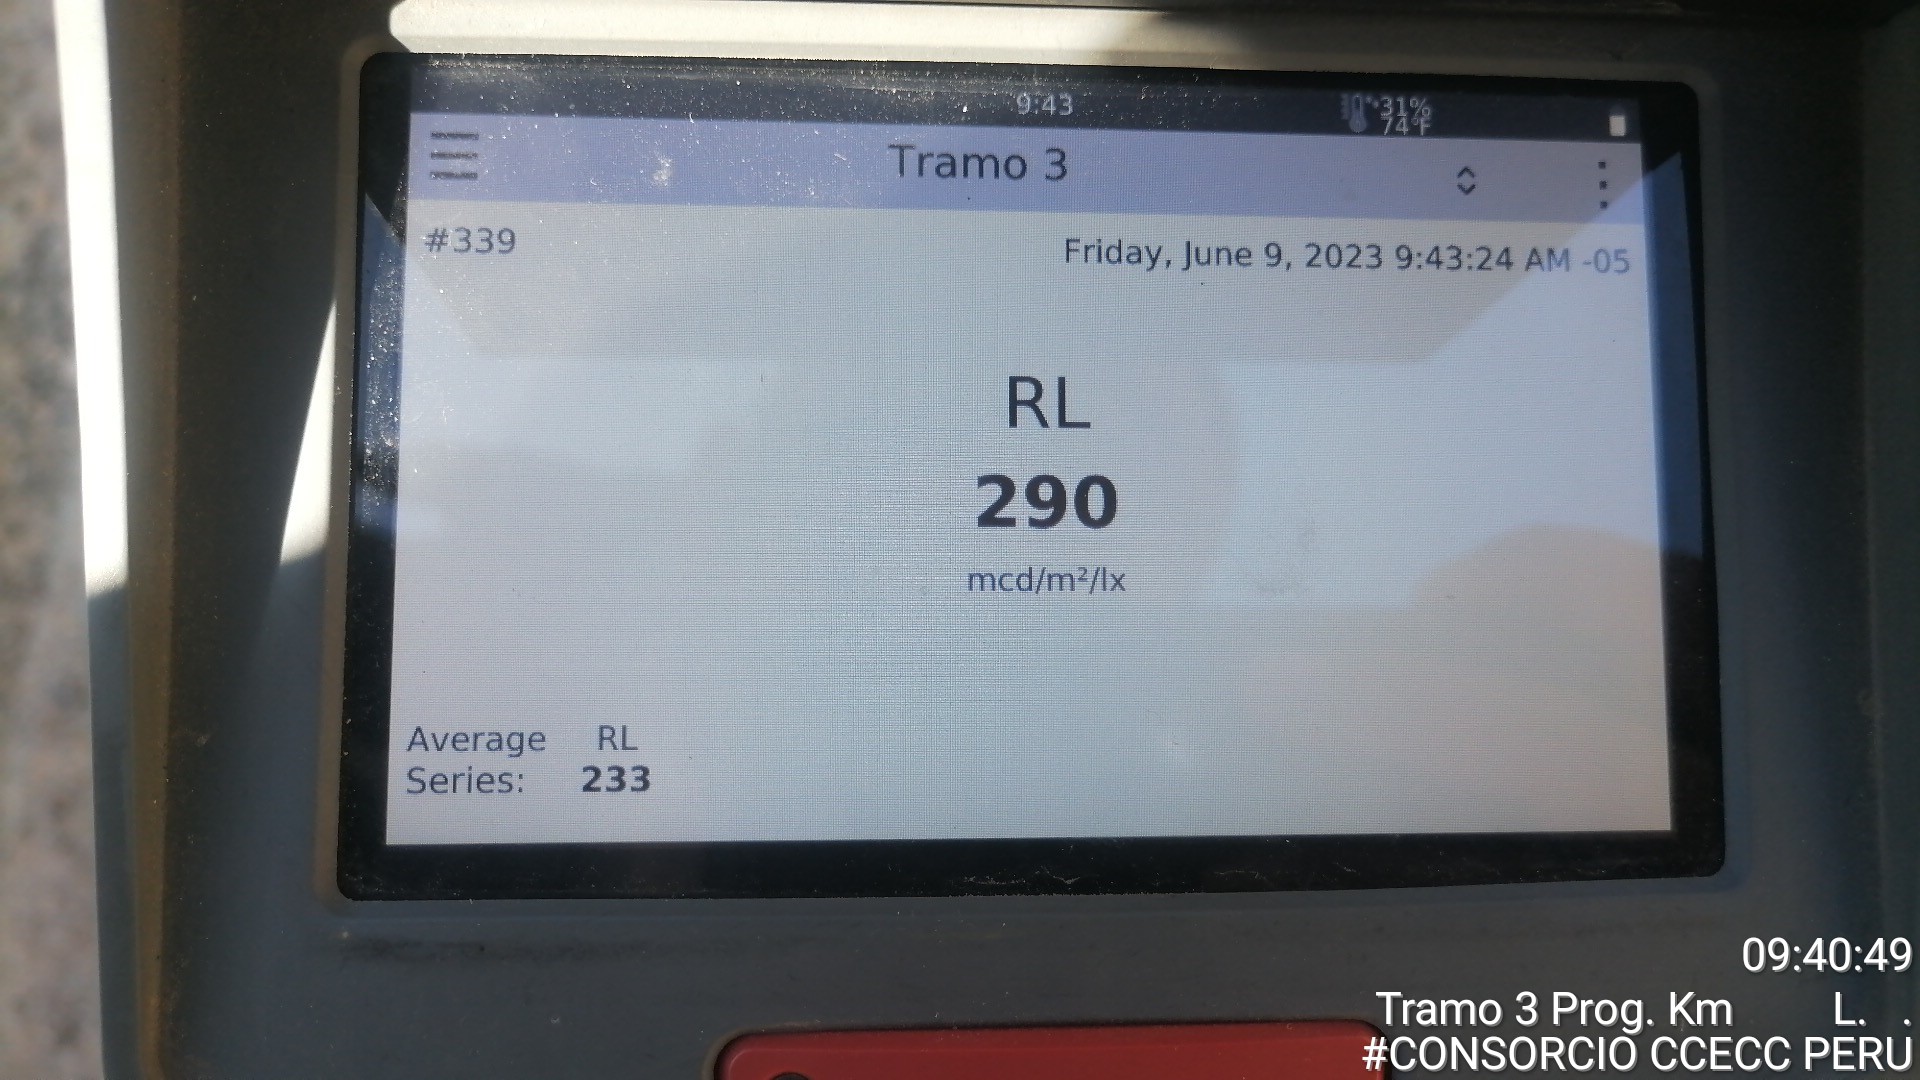 9:43
31%
74°F
Tramo 3
#339
Friday, June 9, 2023 9:43:24 AM -05
RL
290
mcd/m²/lx
Average RL
Series: 233
09:40:49
Tramo 3 Prog. Km L. .
#CONSORCIO CCECC PERU